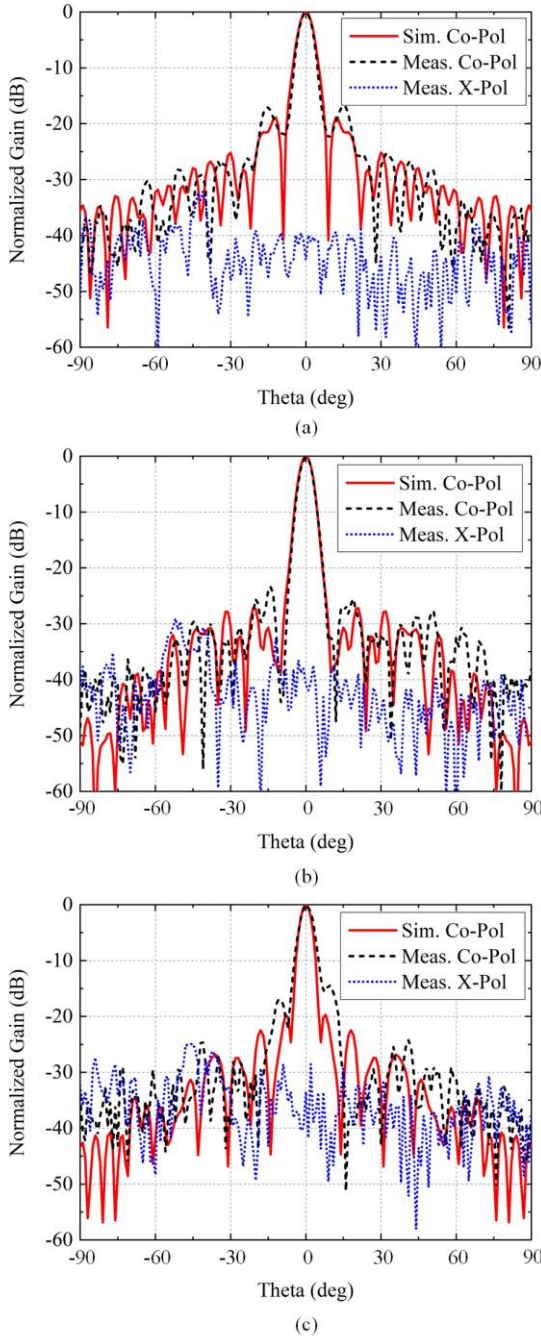 0
Sim. Co-Pol
Meas. Co-Pol
Meas. X-Pol
-10
-20
-30
-40
-50
-60
Normalized Gain (dB)
-90 -60 -30 0 30 60 90
Theta (deg)
(a)
0
Sim. Co-Pol
Meas. Co-Pol
Meas. X-Pol
-10
-20
-30
-40
-50
-60
Normalized Gain (dB)
-90 -60 -30 0 30 60 90
Theta (deg)
(b)
0
Sim. Co-Pol
Meas. Co-Pol
Meas. X-Pol
-10
-20
-30
-40
-50
-60
Normalized Gain (dB)
-90 -60 -30 0 30 60 90
Theta (deg)
(c)